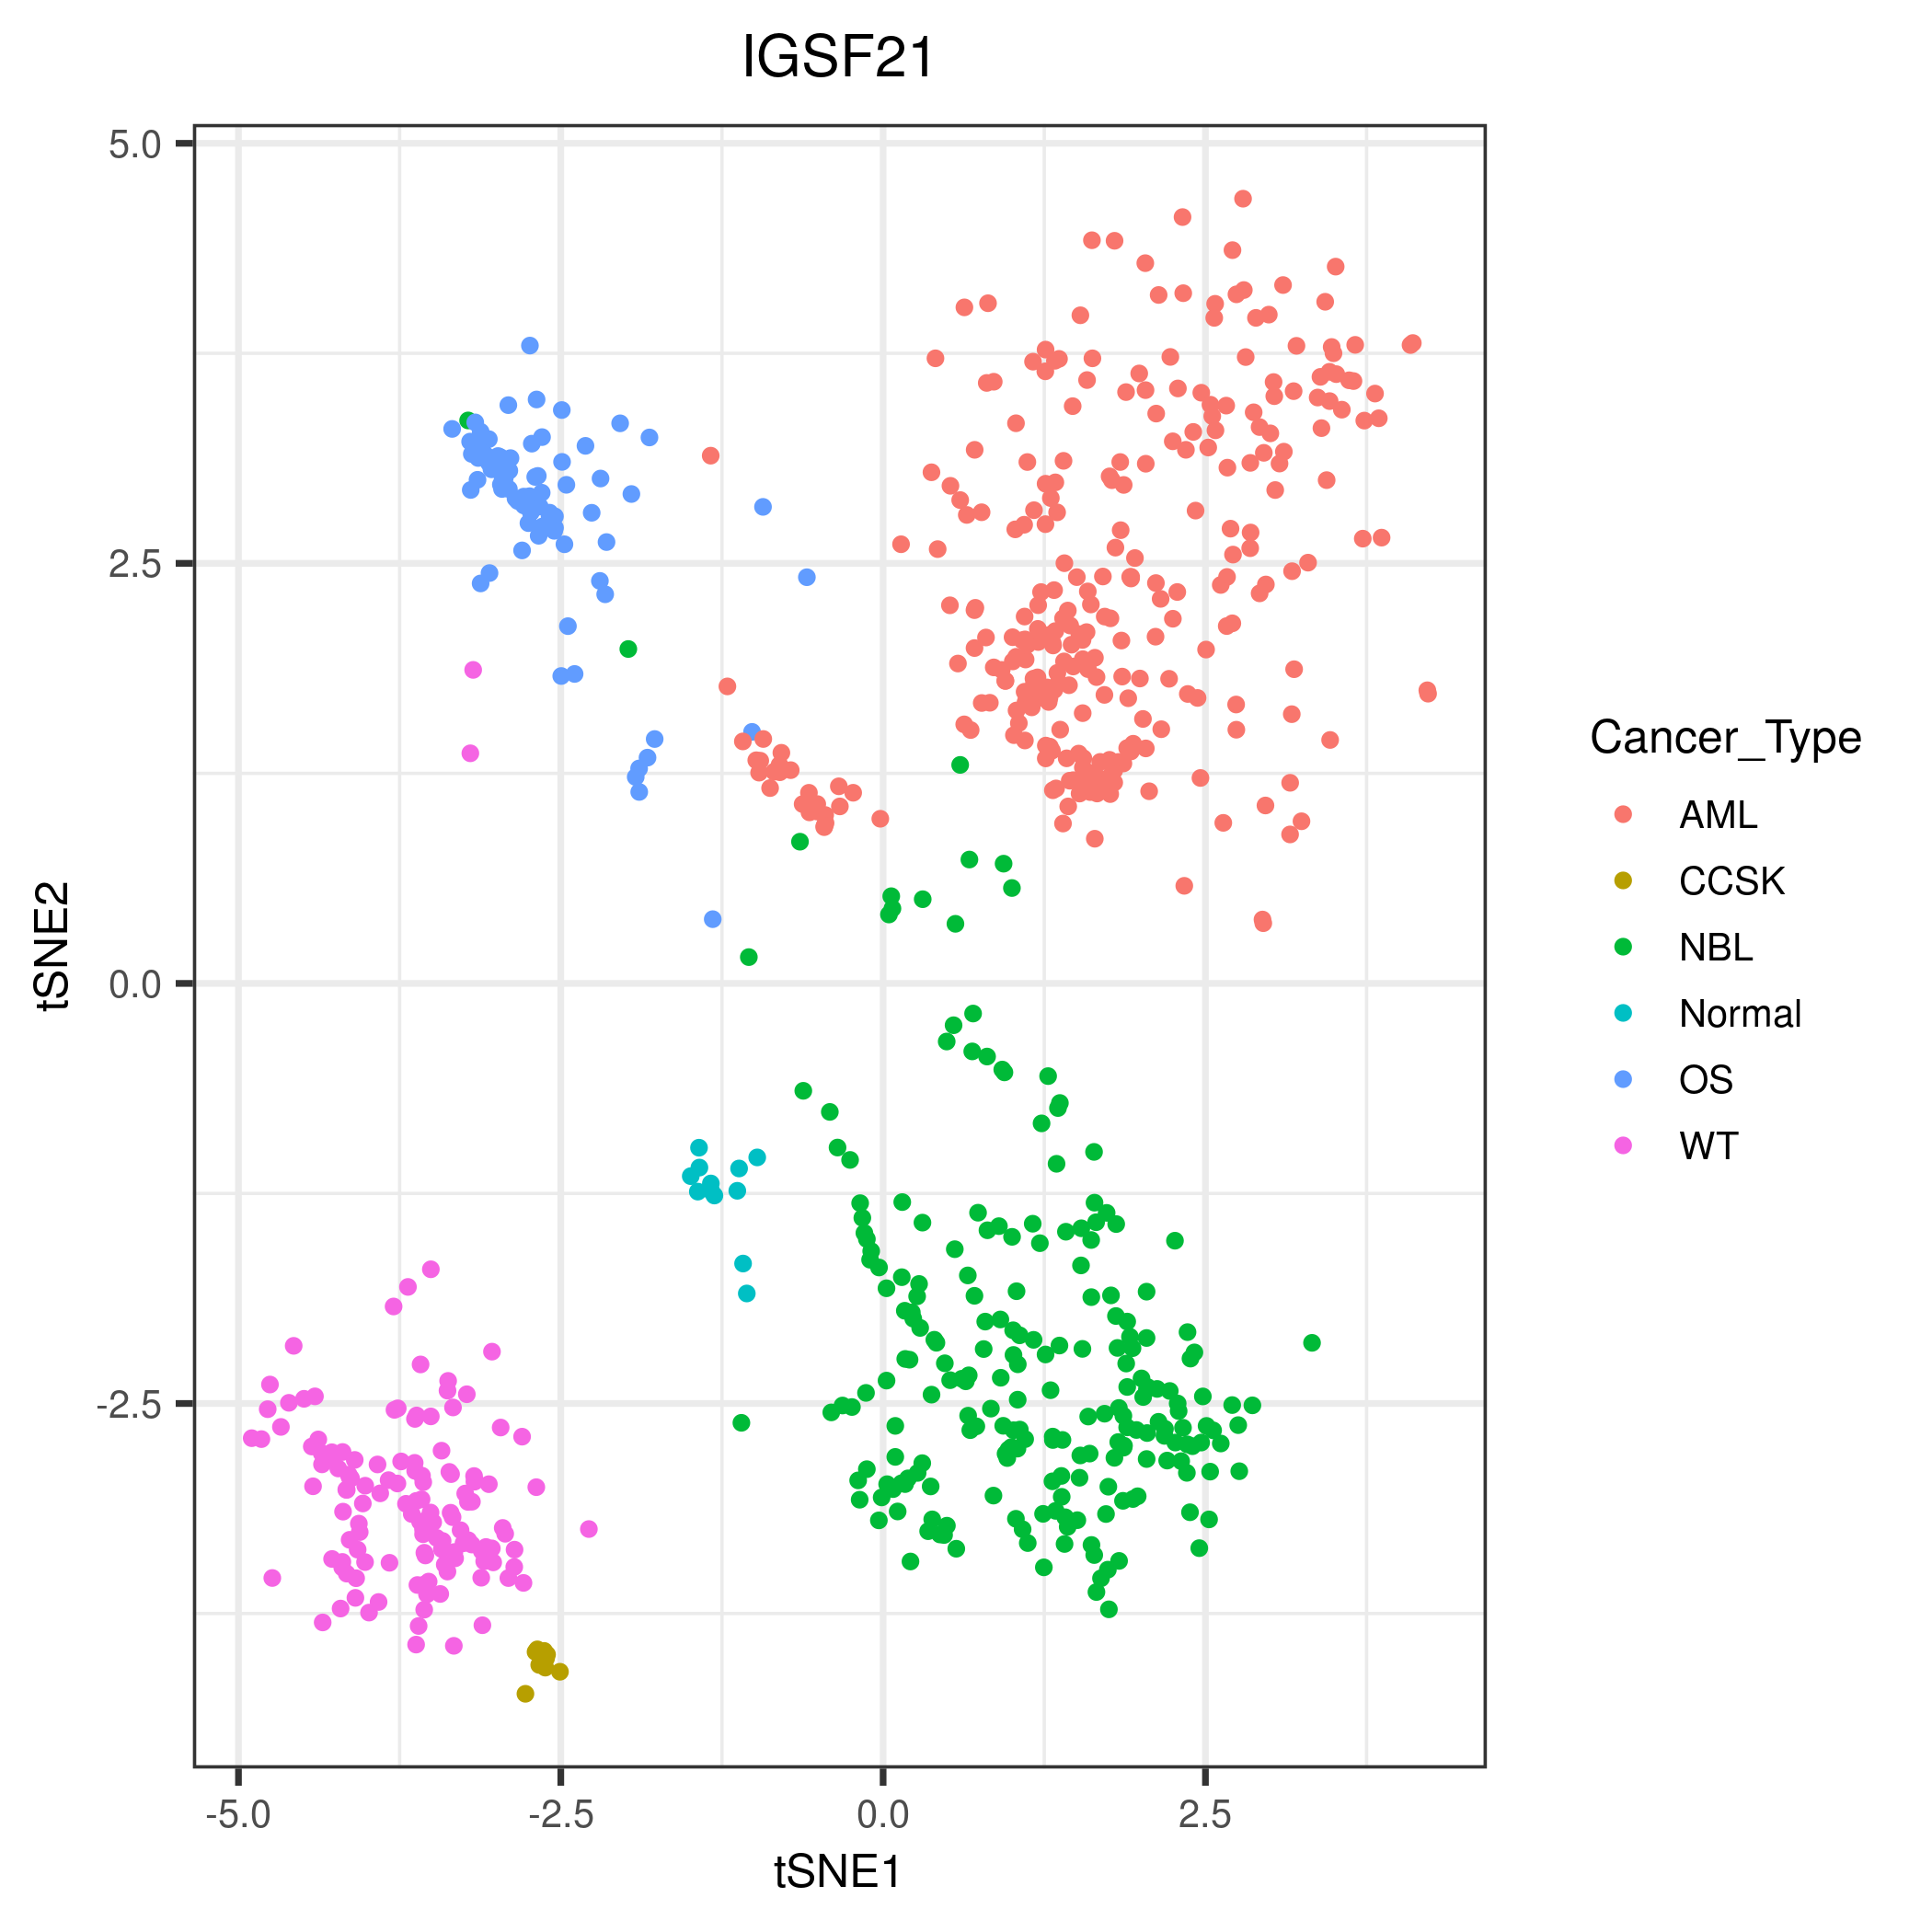 IGSF21
5.0
2.5
0.0
-2.5
tSNE2
-5.0
-2.5
0.0
2.5
tSNE1
Cancer_Type
AML
CCSK
NBL
Normal
OS
WT